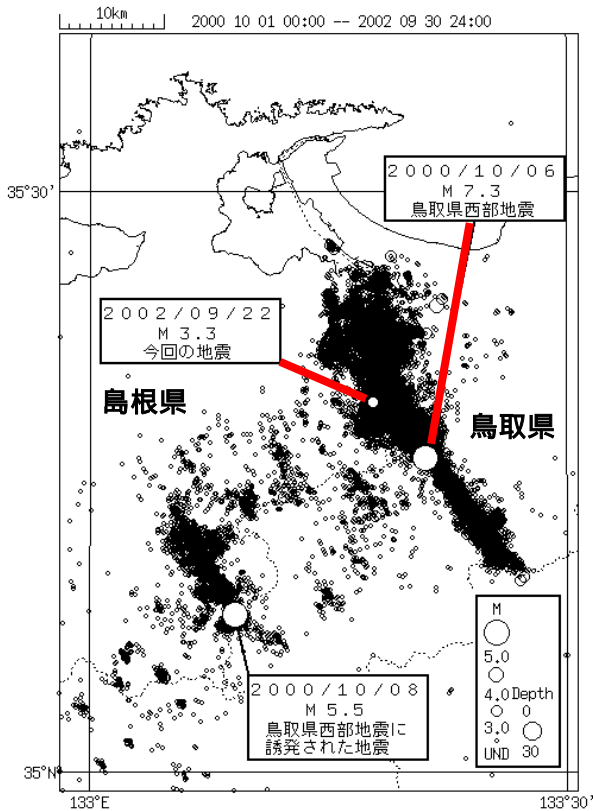 10km
2000 10 01 00:00 -- 2002 09 30 24:00
35°30'
2000/10/06
M 7.3
鳥取県西部地震
2002/09/22
M 3.3
今回の地震
島根県
鳥取県
M
5.0
4.0 Depth
0
3.0
UND 30
2000/10/08
M 5.5
鳥取県西部地震に
誘発された地震
35°N
133°E
133°30'